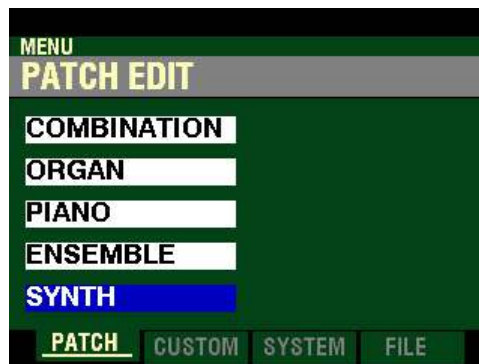 MENU
PATCH EDIT
COMBINATION
ORGAN
PIANO
ENSEMBLE
SYNTH
PATCH CUSTOM SYSTEM FILE